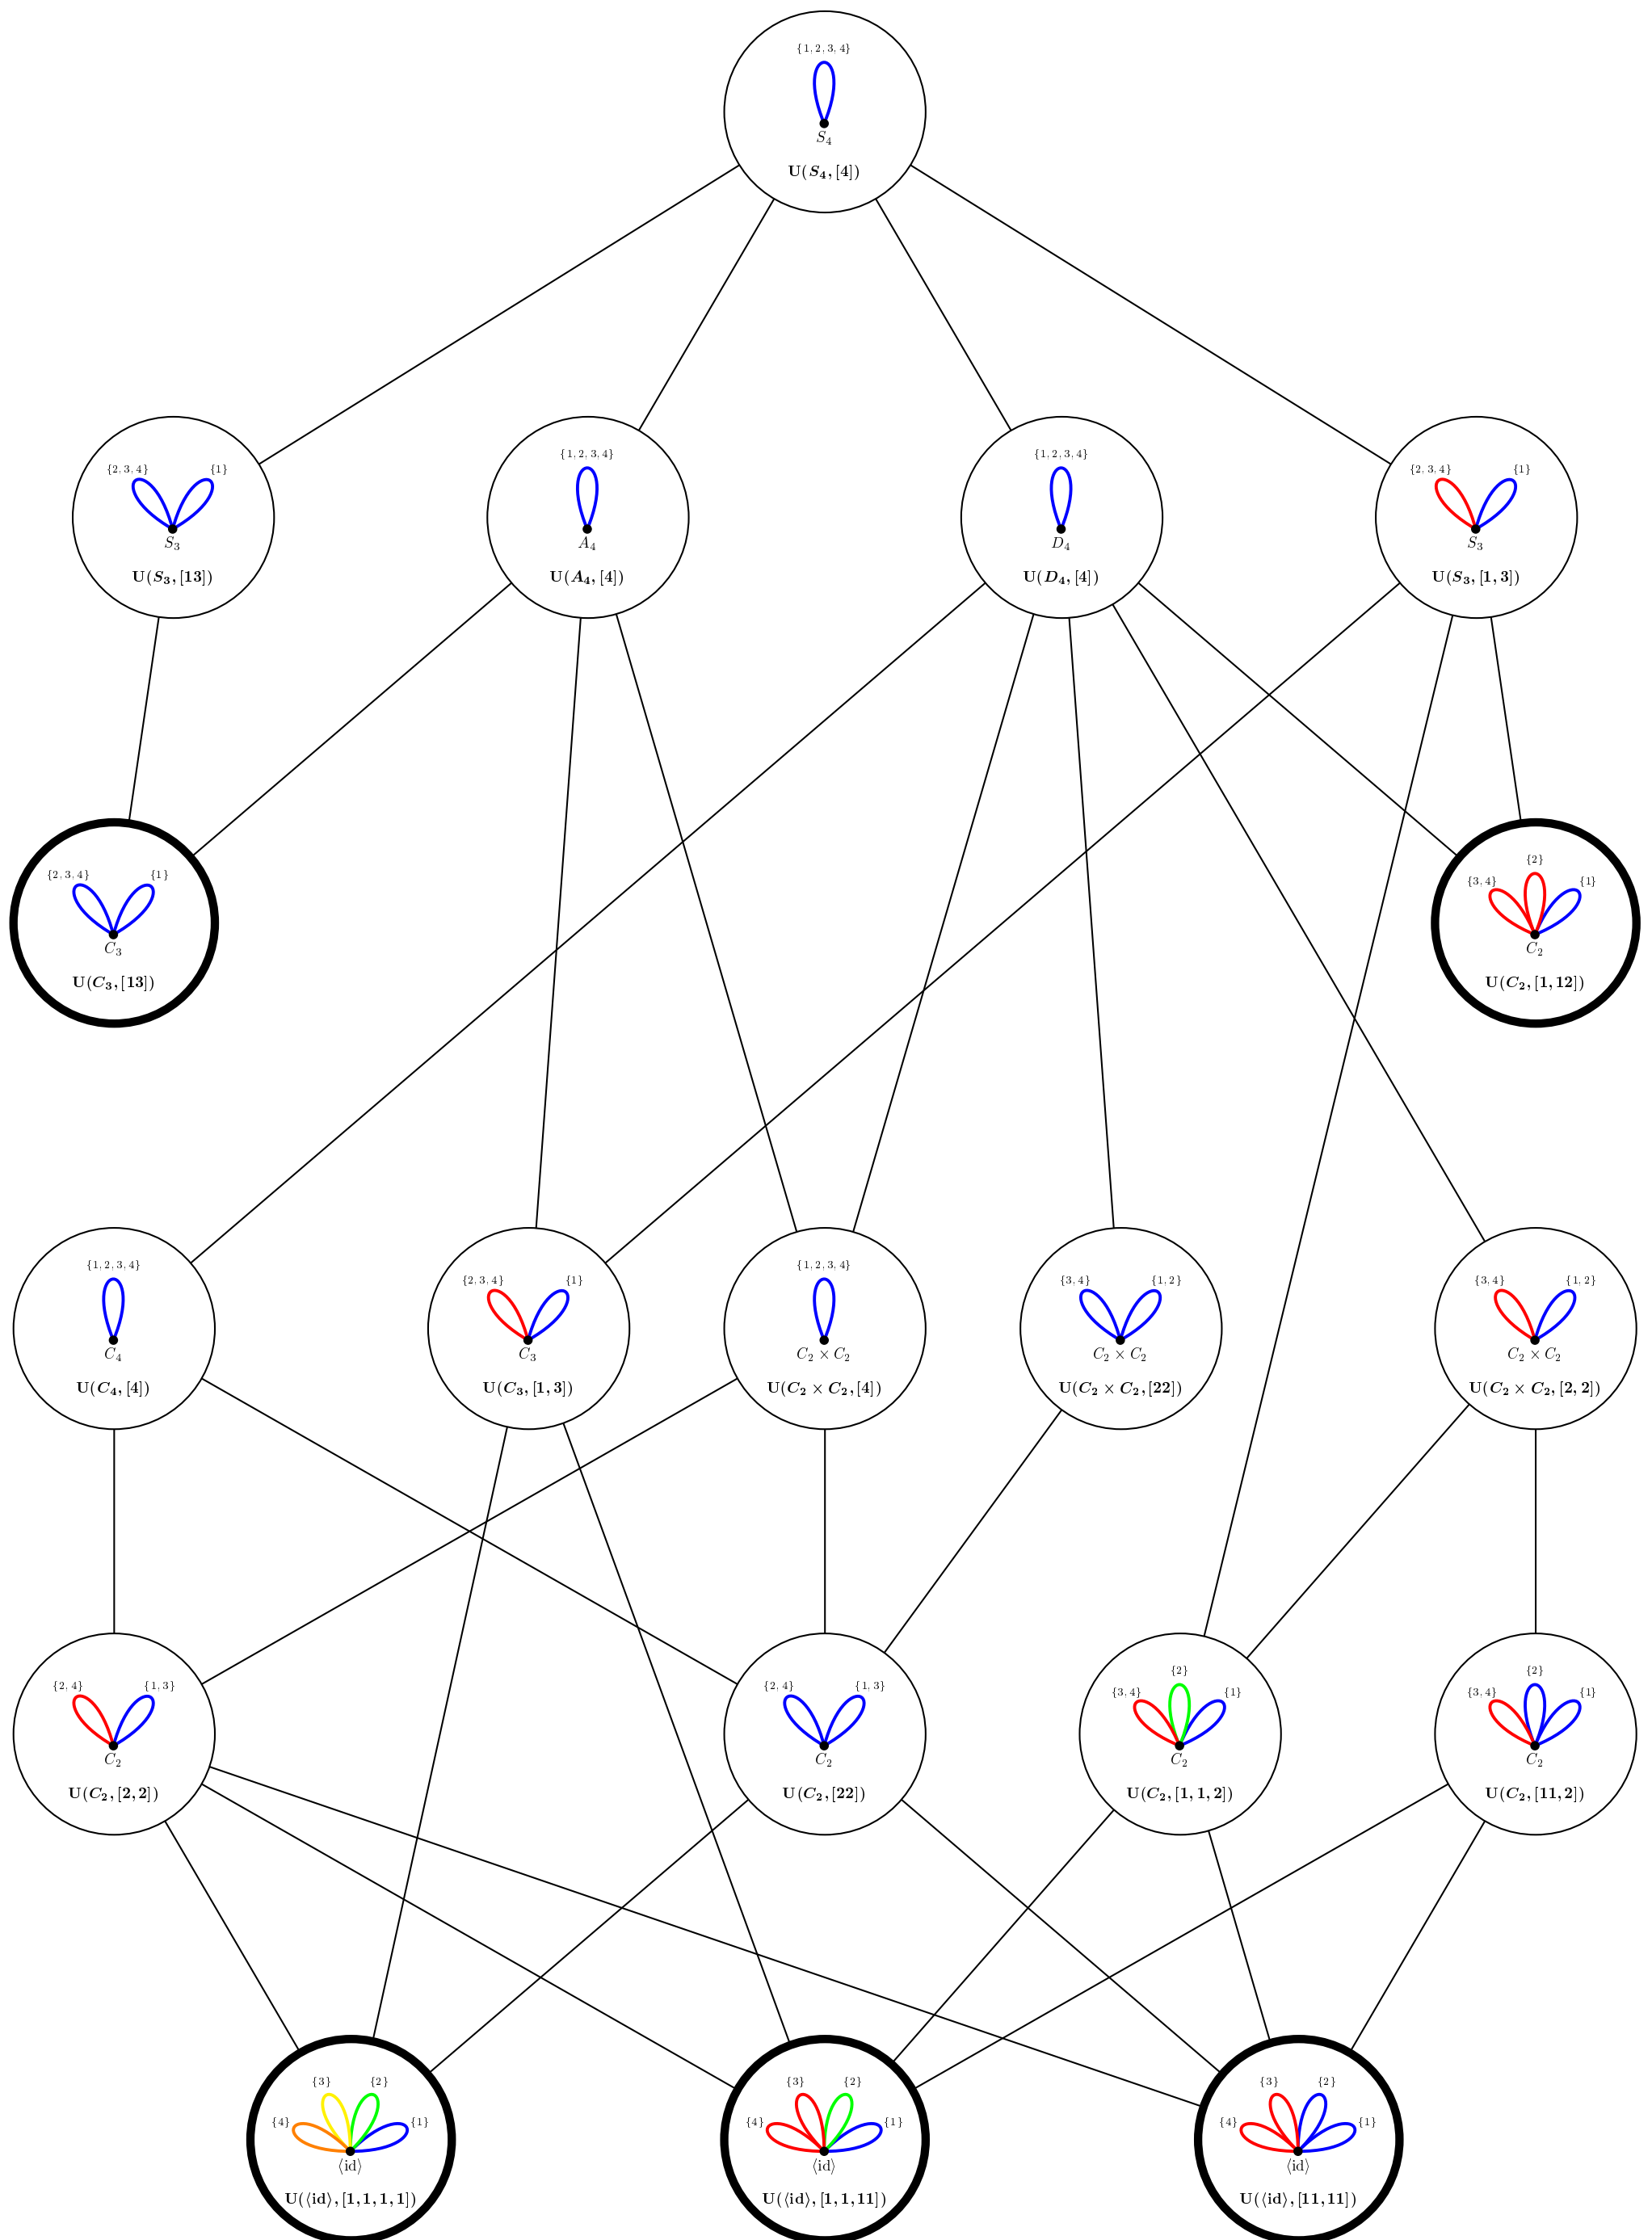 {1, 2, 3, 4}
S₄
U(S₄, [4])
{2, 3, 4} {1}
S₃
U(S₃, [13])
{1, 2, 3, 4}
A₄
U(A₄, [4])
{1, 2, 3, 4}
D₄
U(D₄, [4])
{2, 3, 4} {1}
S₃
U(S₃, [1, 3])
{2, 3, 4} {1}
C₃
U(C₃, [13])
{2}
{3, 4} {1}
C₂
U(C₂, [1, 12])
{1, 2, 3, 4}
C₄
U(C₄, [4])
{2, 3, 4} {1}
C₃
U(C₃, [1, 3])
{1, 2, 3, 4}
C₂ × C₂
U(C₂ × C₂, [4])
{3, 4} {1, 2}
C₂ × C₂
U(C₂ × C₂, [22])
{3, 4} {1, 2}
C₂ × C₂
U(C₂ × C₂, [2, 2])
{2, 4} {1, 3}
C₂
U(C₂, [2, 2])
{2, 4} {1, 3}
C₂
U(C₂, [22])
{2}
{3, 4} {1}
C₂
U(C₂, [1, 1, 2])
{2}
{3, 4} {1}
C₂
U(C₂, [11, 2])
{3} {2}
{4} {1}
⟨id⟩
U(⟨id⟩, [1, 1, 1, 1])
{3} {2}
{4} {1}
⟨id⟩
U(⟨id⟩, [1, 1, 11])
{3} {2}
{4} {1}
⟨id⟩
U(⟨id⟩, [11, 11])